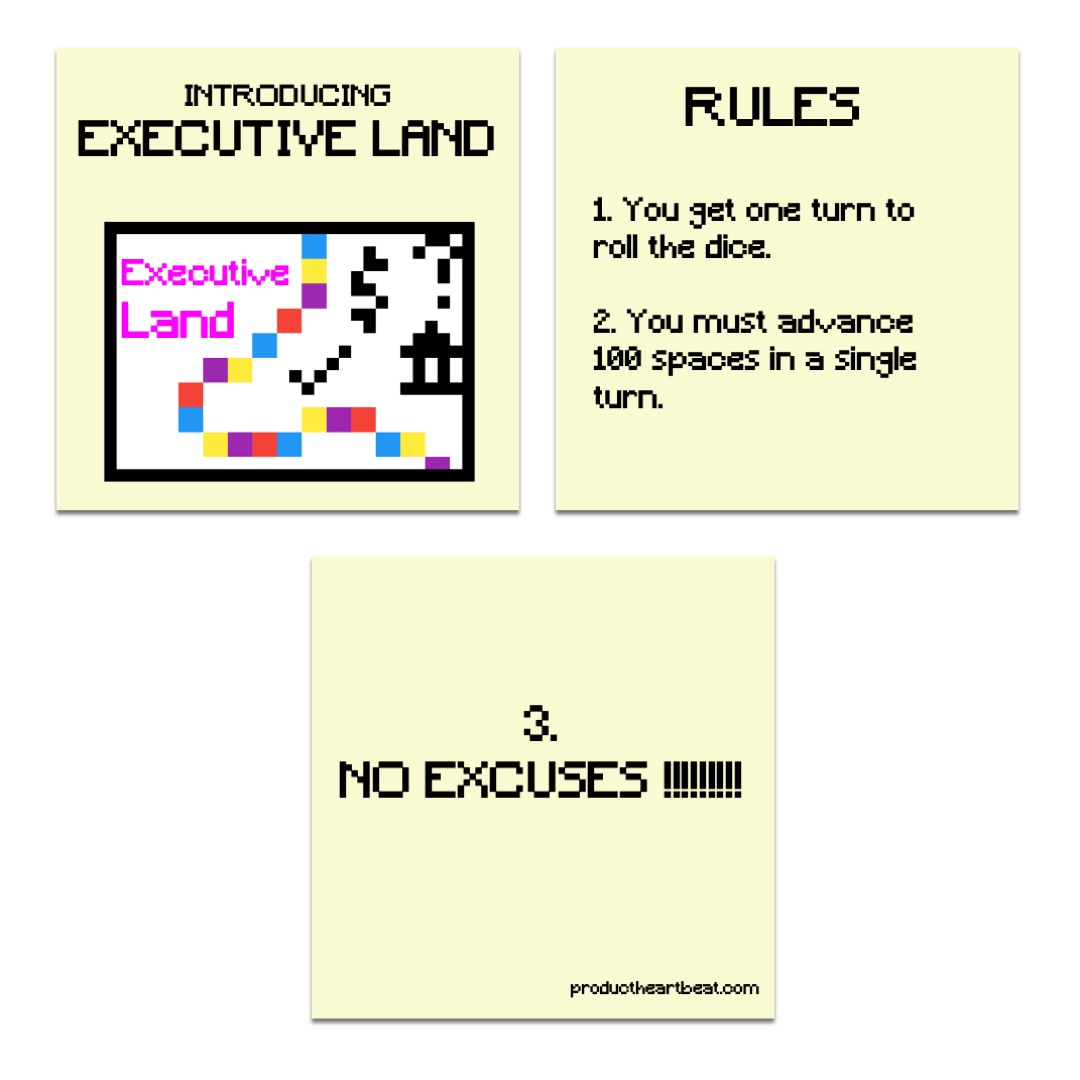 INTRODUCING
EXECUTIVE LAND
Executive
Land
RULES
1. You get one turn to
roll the dice.
2. You must advance
100 spaces in a single
turn.
3.
NO EXCUSES !!!!!!!!!
productheartbeat.com